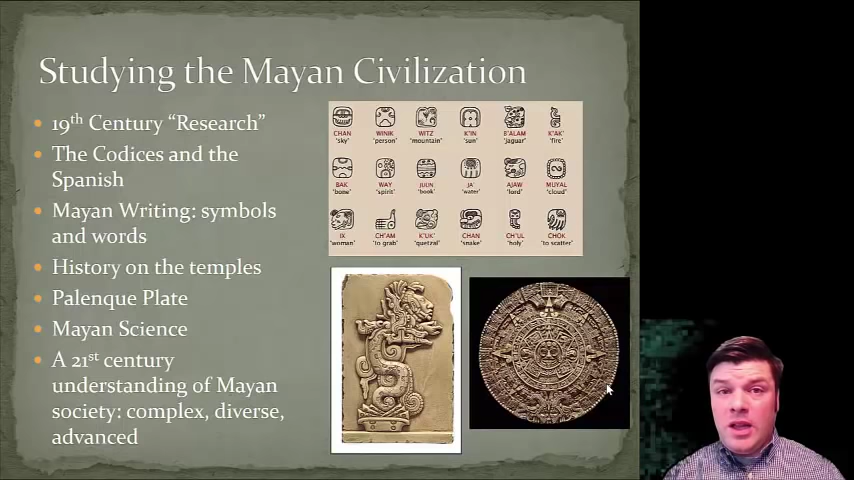 Studying the Mayan Civilization
19th Century “Research”
The Codices and the
Spanish
Mayan Writing: symbols
and words
History on the temples
Palenque Plate
Mayan Science
A 21st century
understanding of Mayan
society: complex, diverse,
advanced
CHAN WINIK WITZ K'IN B'ALAM K'AK'
'sky' 'person' 'mountain' 'sun' 'jaguar' 'fire'
BAK WAY JUUN JA' AJAW MUYAL
'bone' 'spirit' 'book' 'water' 'lord' 'cloud'
IX CH'AM K'UK' CHAN CH'UL CHOK
'woman' 'to grab' 'quetzal' 'snake' 'holy' 'to scatter'